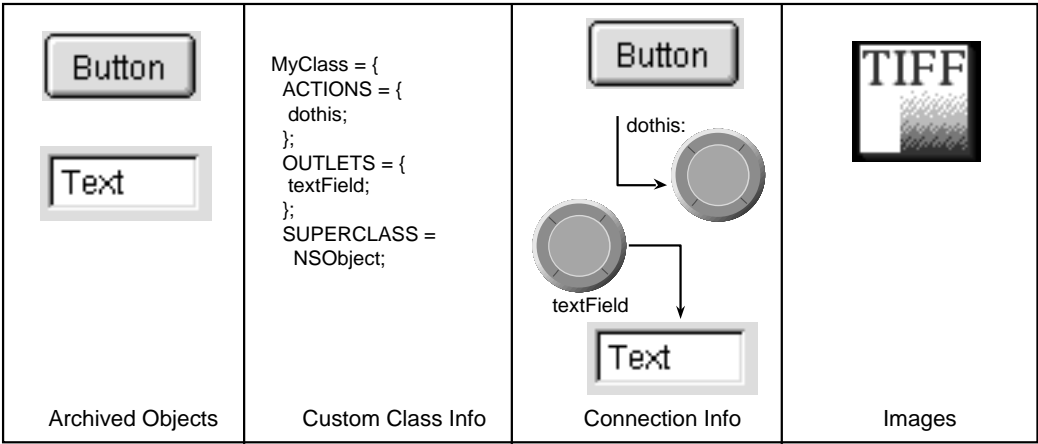 Button
Text
Archived Objects
MyClass = {
ACTIONS = {
dothis;
};
OUTLETS = {
textField;
};
SUPERCLASS =
NSObject;
Custom Class Info
Button
dothis:
textField
Text
Connection Info
TIFF
Images